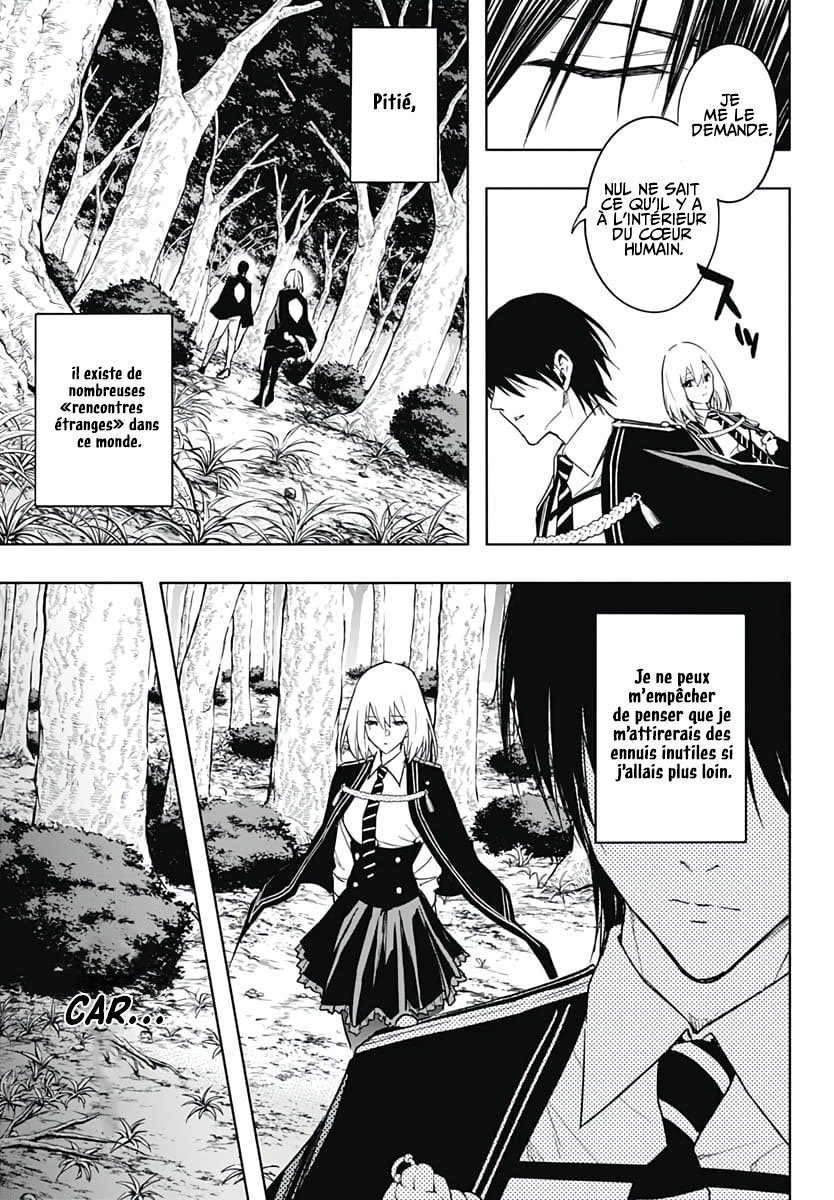 JE
ME LE
DEMANDE.
NUL NE SAIT
CE QU'IL Y A
À L'INTÉRIEUR
DU CŒUR
HUMAIN.
スッ
Pitié,
il existe de
nombreuses
«rencontres
étranges» dans
ce monde.
Je ne peux
m'empêcher
de penser que je
m'attirerais des
ennuis inutiles si
j'allais plus loin.
CAR...